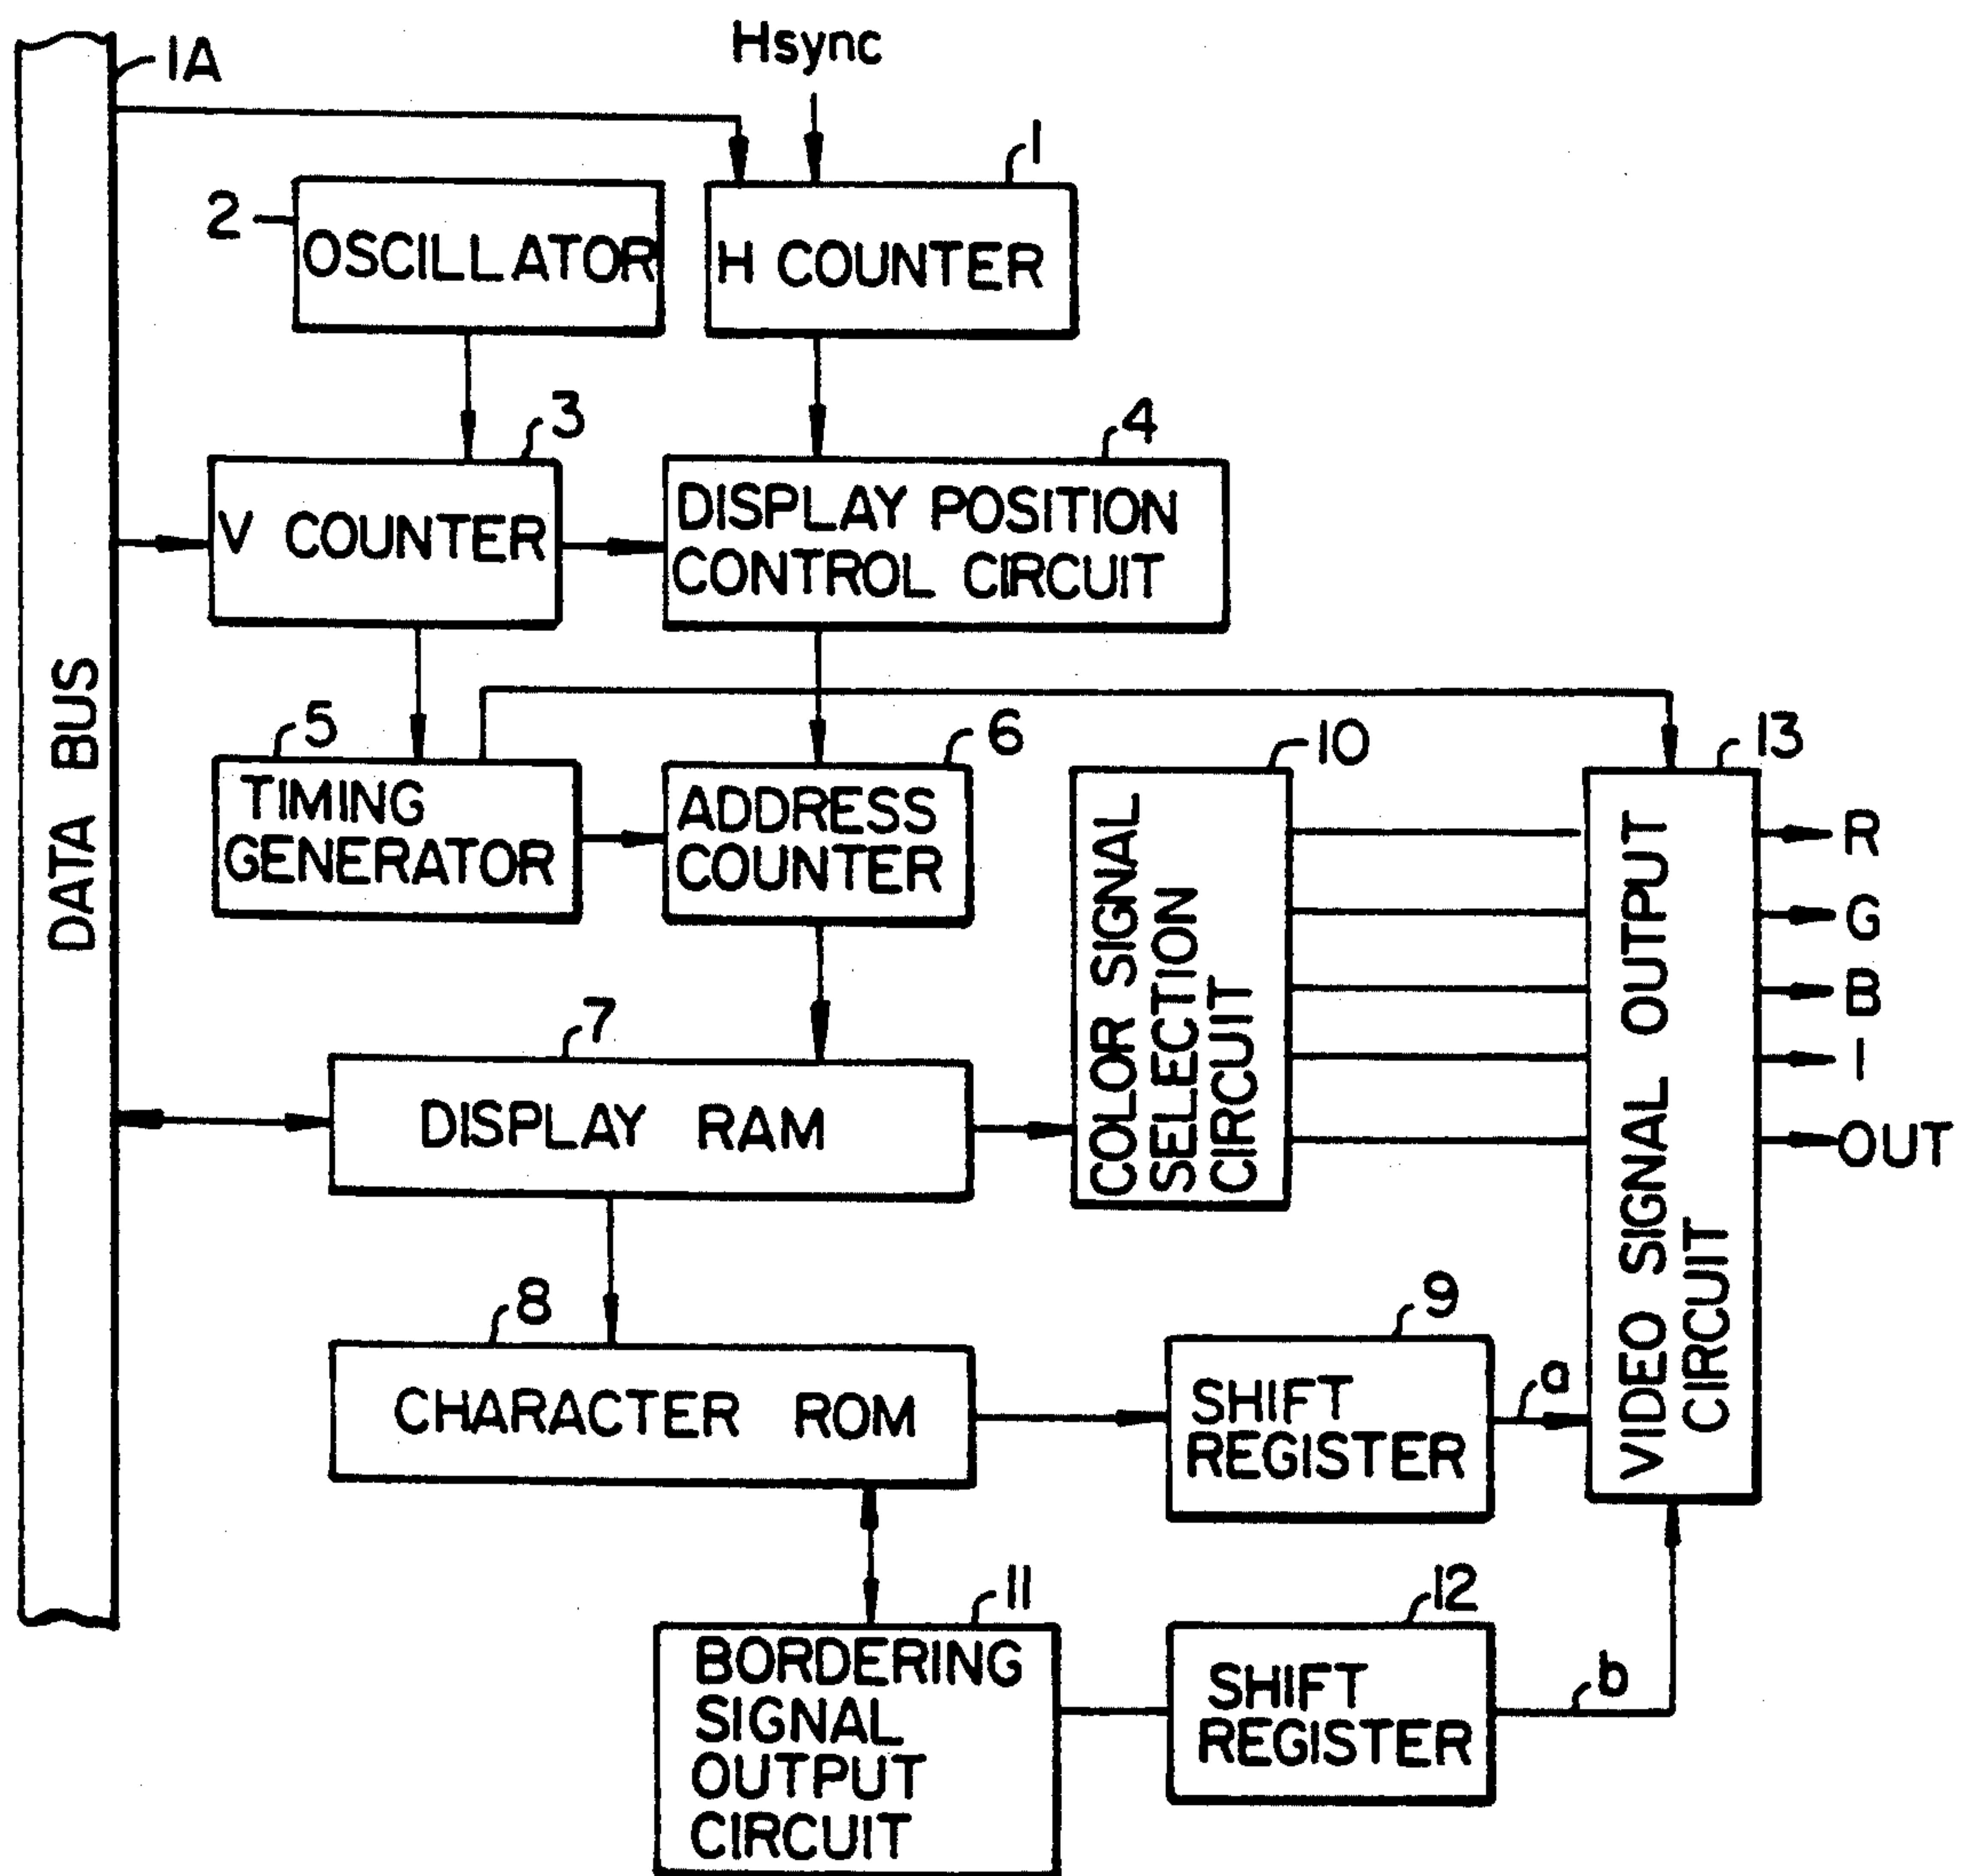 1A
Hsync
1
2
OSCILLATOR
H COUNTER
3
4
V COUNTER
DISPLAY POSITION
CONTROL CIRCUIT
DATA BUS
5
6
10
13
TIMING
GENERATOR
ADDRESS
COUNTER
COLOR SIGNAL
SELECTION
CIRCUIT
VIDEO SIGNAL OUTPUT
CIRCUIT
R
G
B
I
OUT
7
DISPLAY RAM
8
CHARACTER ROM
9
SHIFT
REGISTER
a
11
BORDERING
SIGNAL
OUTPUT
CIRCUIT
12
SHIFT
REGISTER
b